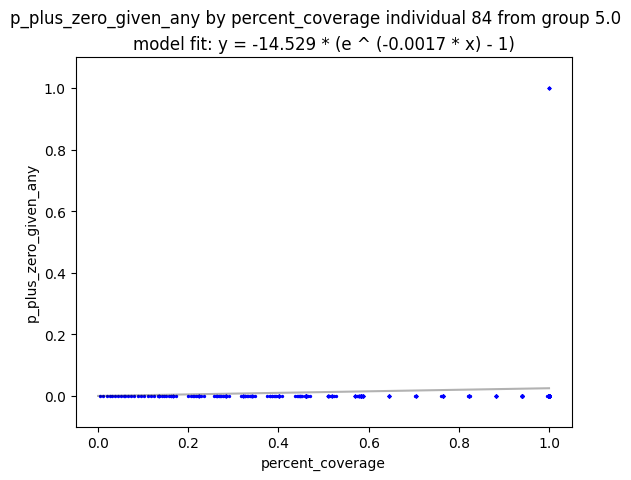 p_plus_zero_given_any by percent_coverage individual 84 from group 5.0
model fit: y = -14.529 * (e ^ (-0.0017 * x) - 1)
1.0
0.8
0.6
0.4
0.2
0.0
p_plus_zero_given_any
0.0 0.2 0.4 0.6 0.8 1.0
percent_coverage